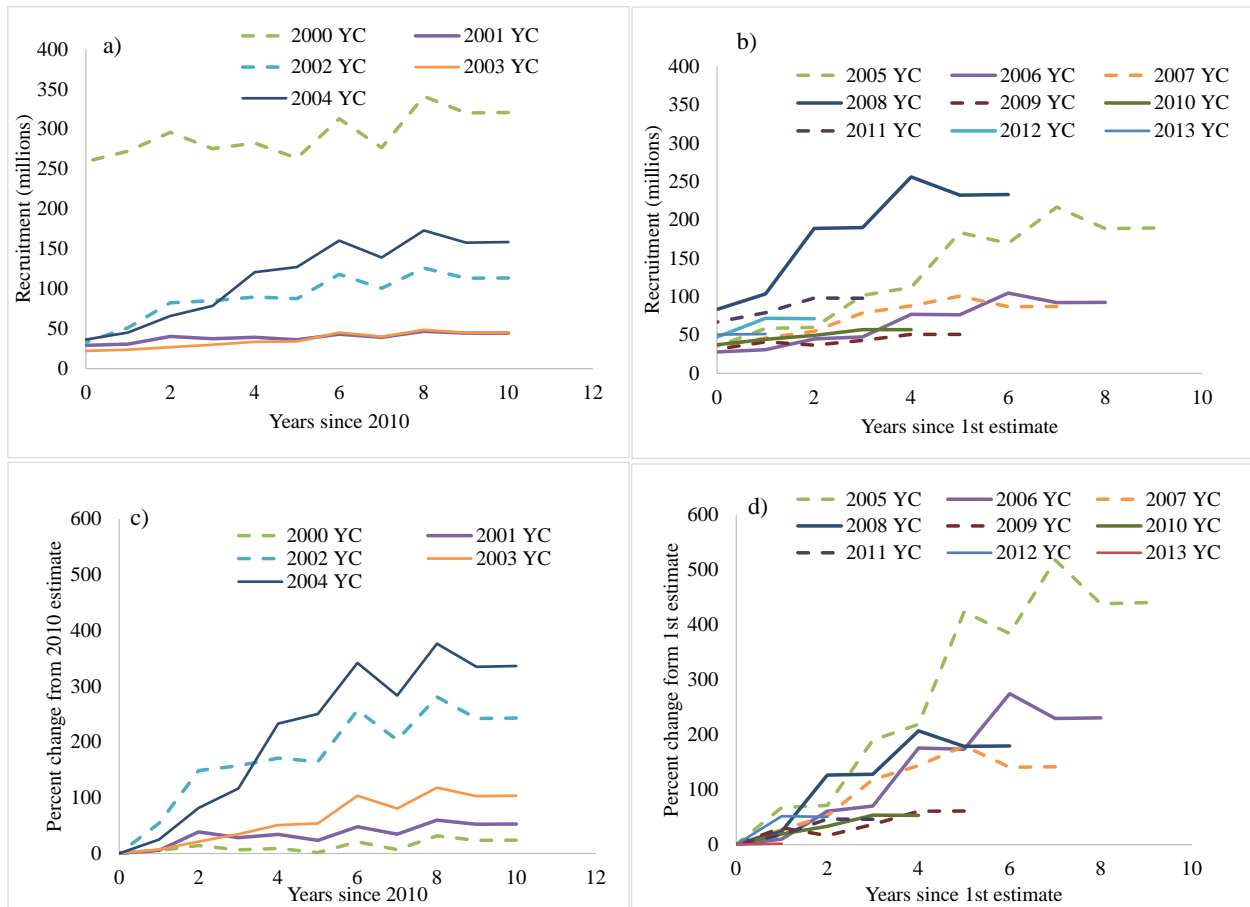 a)
2000 YC 2001 YC
2002 YC 2003 YC
2004 YC
400
350
300
250
200
150
100
50
0
0 2 4 6 8 10 12
Recruitment (millions)
Years since 2010
b)
2005 YC 2006 YC 2007 YC
2008 YC 2009 YC 2010 YC
2011 YC 2012 YC 2013 YC
400
350
300
250
200
150
100
50
0
0 2 4 6 8 10
Recruitment (millions)
Years since 1st estimate
c)
2000 YC 2001 YC
2002 YC 2003 YC
2004 YC
600
500
400
300
200
100
0
0 2 4 6 8 10 12
Percent change from 2010 estimate
Years since 2010
d)
2005 YC 2006 YC 2007 YC
2008 YC 2009 YC 2010 YC
2011 YC 2012 YC 2013 YC
600
500
400
300
200
100
0
0 2 4 6 8 10
Percent change form 1st estimate
Years since 1st estimate